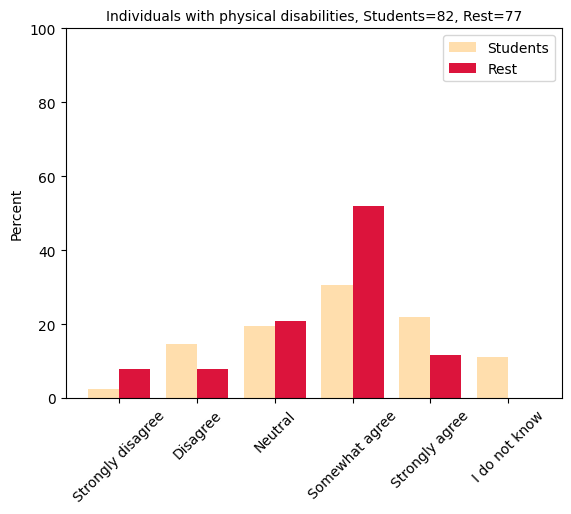 Individuals with physical disabilities, Students=82, Rest=77
100
80
60
40
20
0
Percent
Students
Rest
Strongly disagree
Disagree
Neutral
Somewhat agree
Strongly agree
I do not know